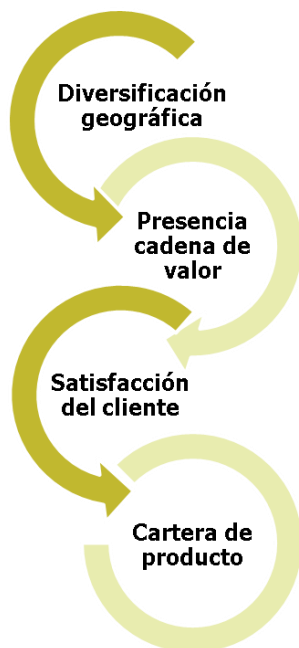 Diversificación
geográfica
Presencia
cadena de
valor
Satisfacción
del cliente
Cartera de
producto